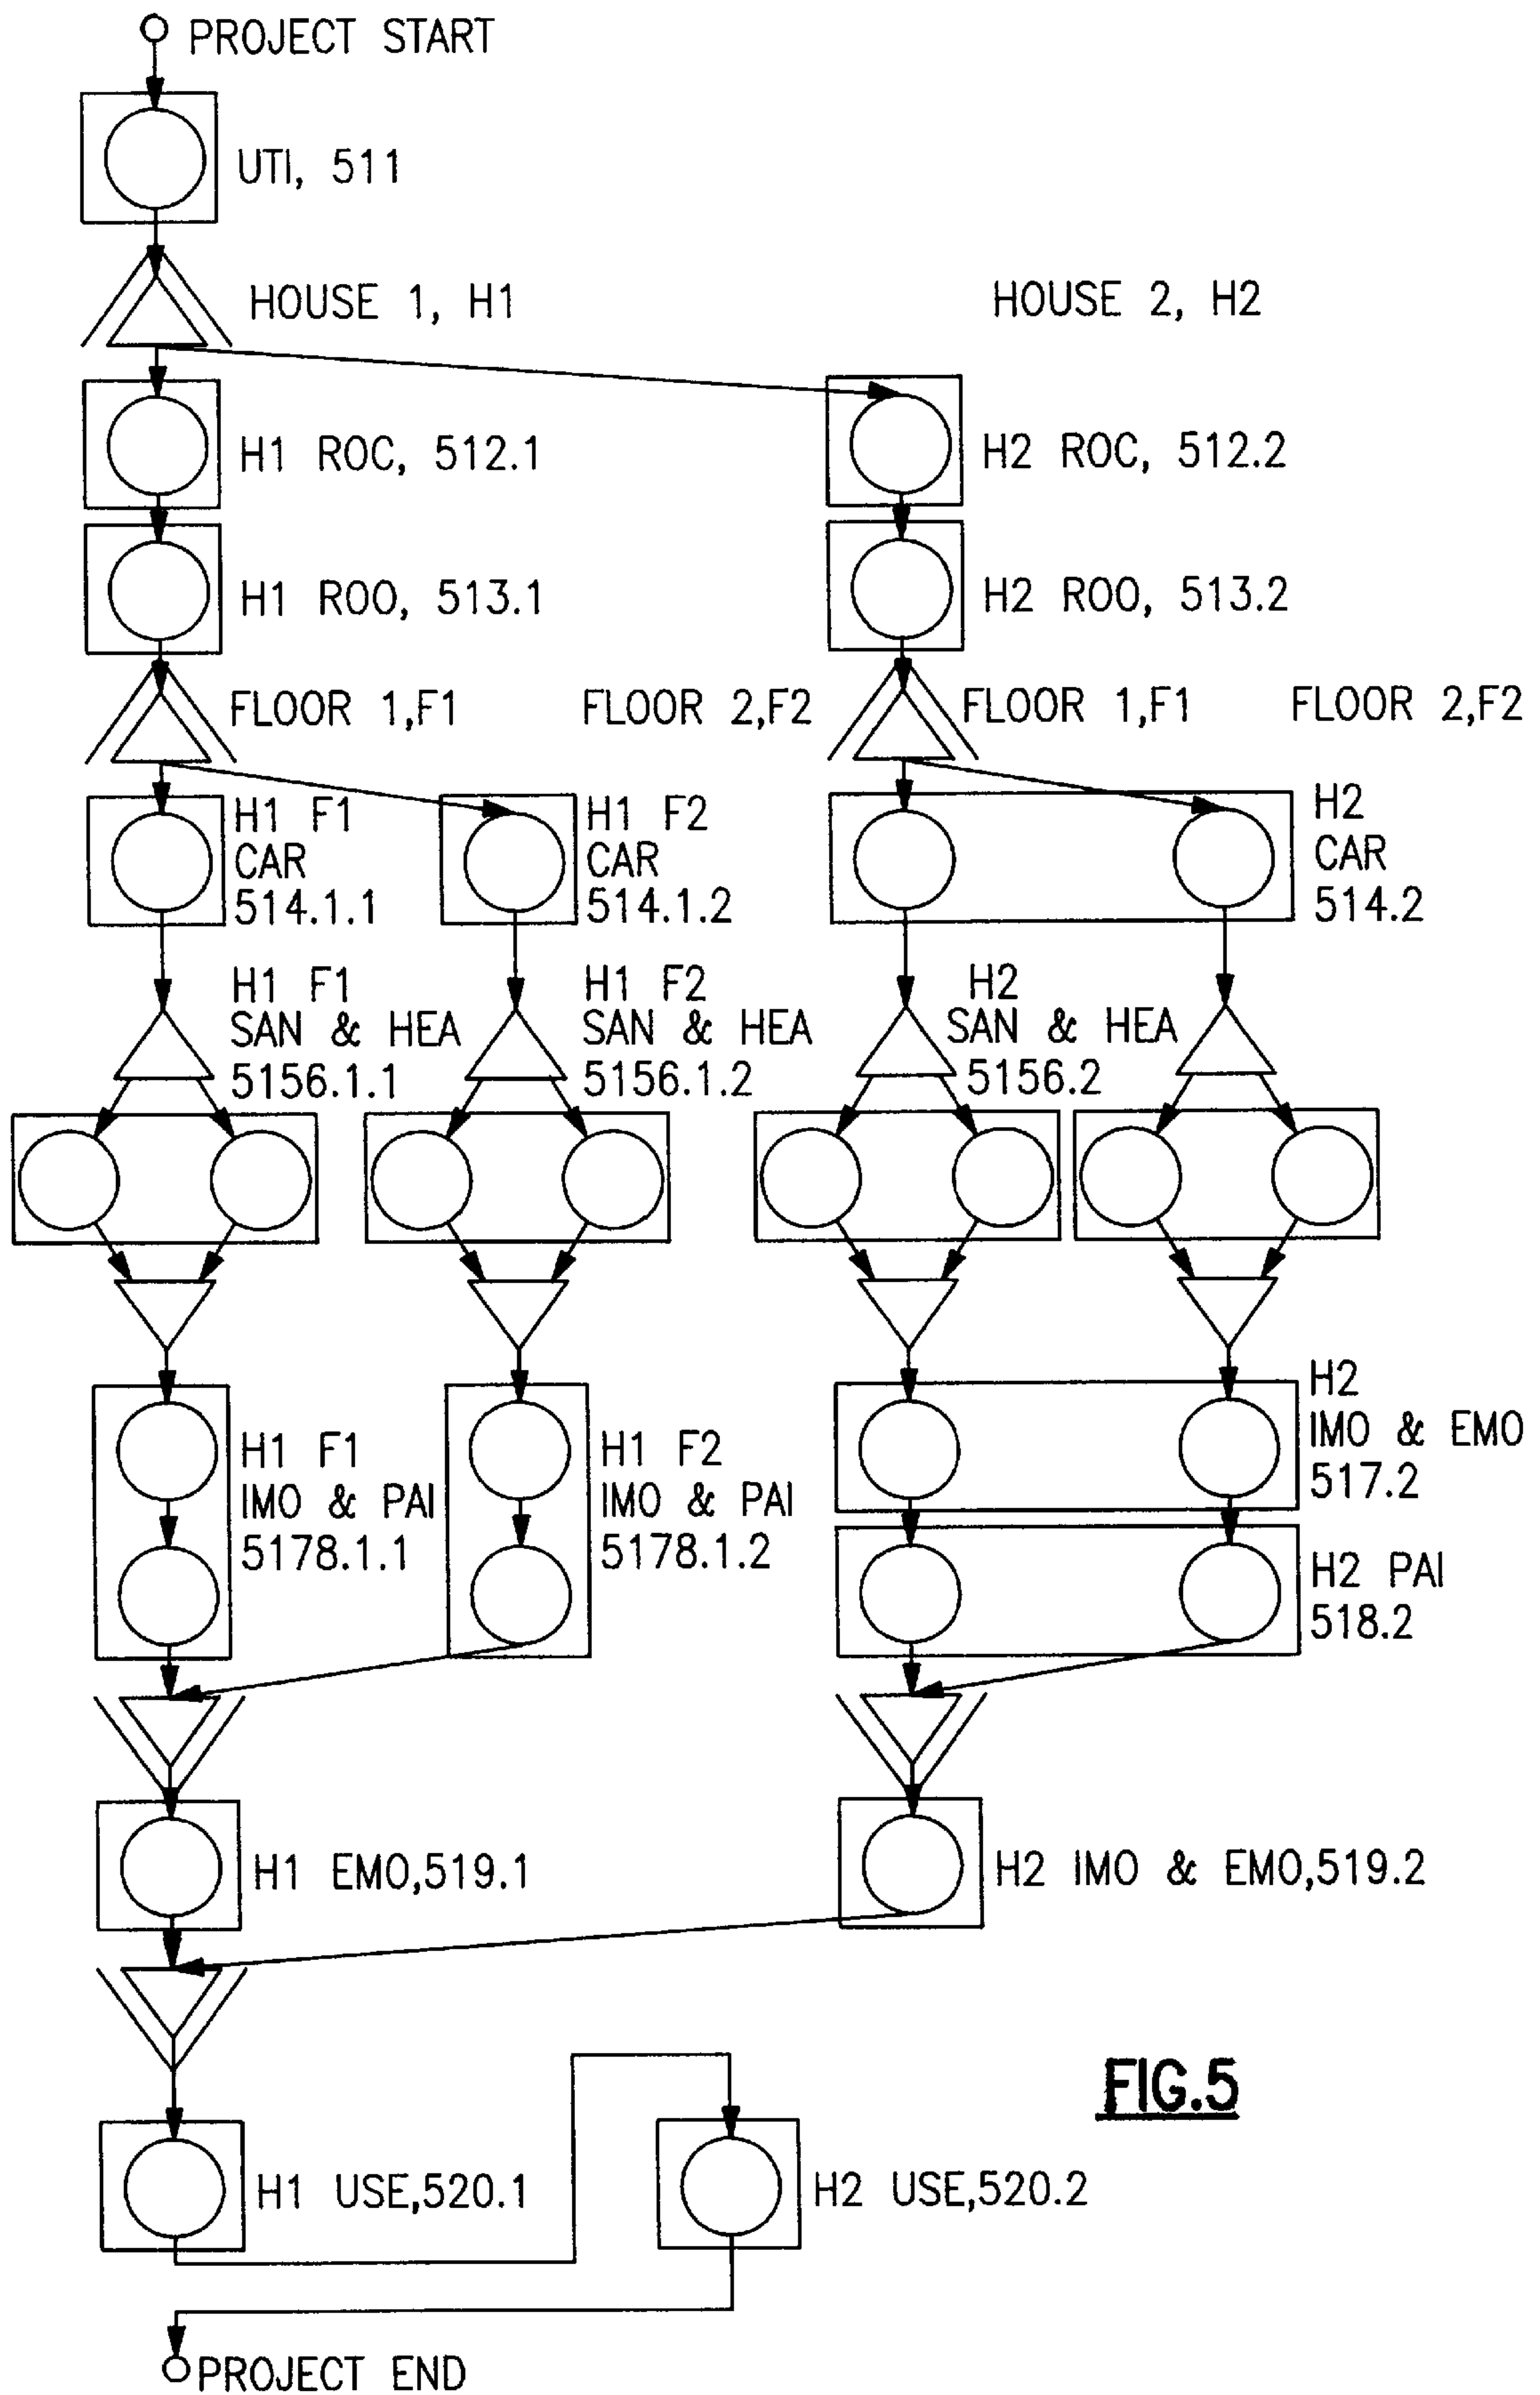 PROJECT START
UTI, 511
HOUSE 1, H1
HOUSE 2, H2
H1 ROC, 512.1
H2 ROC, 512.2
H1 ROO, 513.1
H2 ROO, 513.2
FLOOR 1,F1
FLOOR 2,F2
FLOOR 1,F1
FLOOR 2,F2
H1 F1
CAR
514.1.1
H1 F2
CAR
514.1.2
H2
CAR
514.2
H1 F1
SAN & HEA
5156.1.1
H1 F2
SAN & HEA
5156.1.2
H2
SAN & HEA
5156.2
H1 F1
IMO & PAI
5178.1.1
H1 F2
IMO & PAI
5178.1.2
H2
IMO & EMO
517.2
H2 PAI
518.2
H1 EMO,519.1
H2 IMO & EMO,519.2
FIG.5
H1 USE,520.1
H2 USE,520.2
PROJECT END